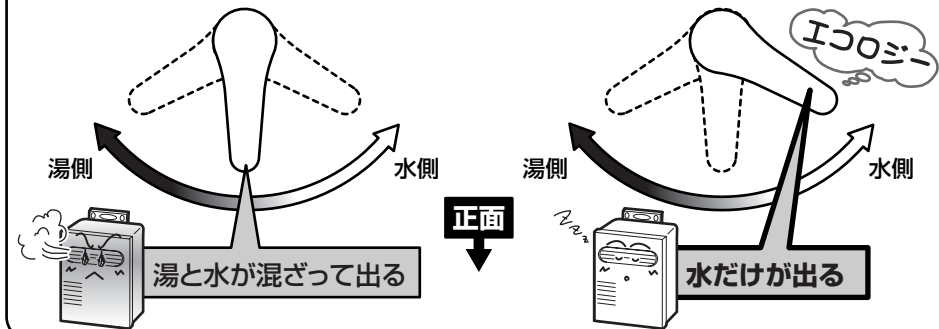 エコロジー
湯側
水側
湯側
水側
正面
zzz
湯と水が混ざって出る
水だけが出る